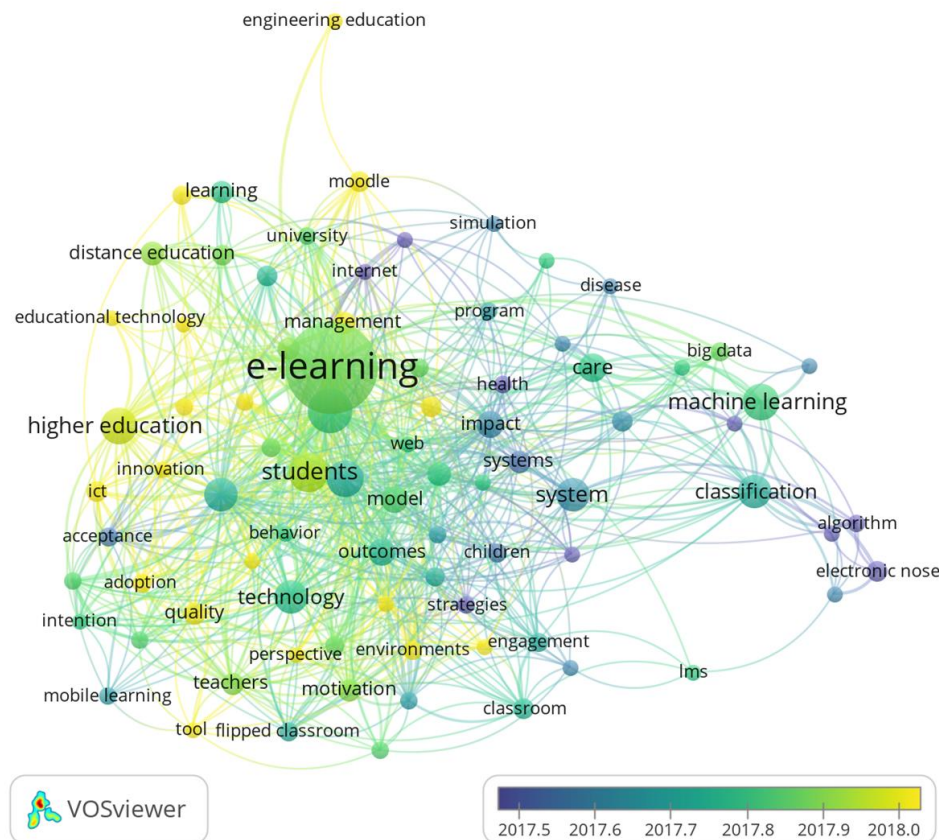 engineering education
learning
moodle
simulation
university
distance education
internet
disease
educational technology
management
program
big data
e-learning
care
health
machine learning
higher education
impact
web
students
systems
innovation
ict
model
system
classification
algorithm
acceptance
behavior
outcomes
children
electronic nose
adoption
technology
strategies
quality
intention
perspective
environments
engagement
lms
teachers
motivation
mobile learning
classroom
tool
flipped classroom
VOSviewer
2017.5 2017.6 2017.7 2017.8 2017.9 2018.0